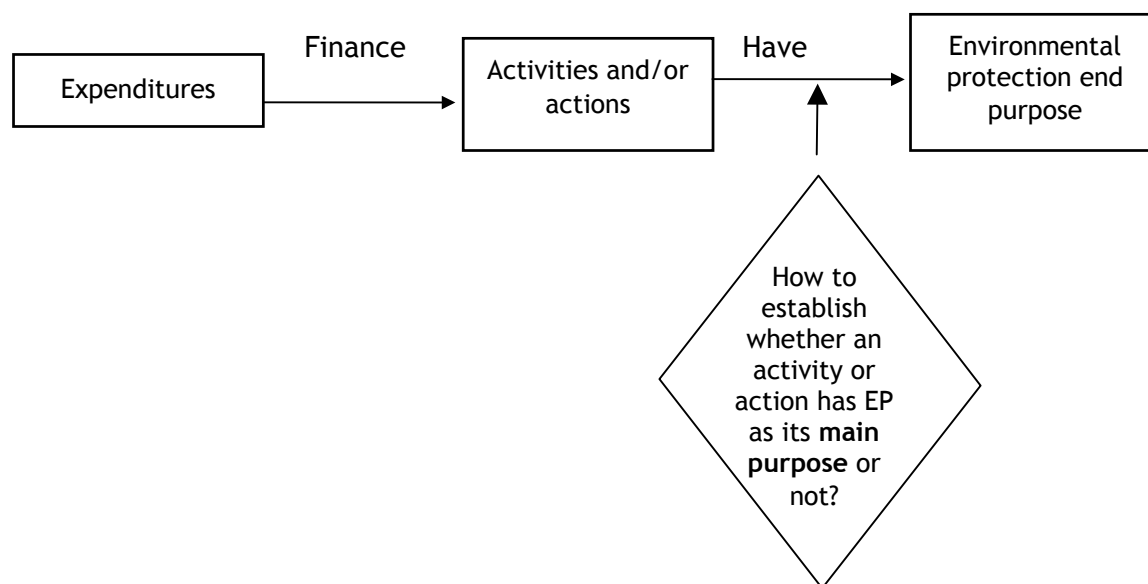 Finance
Have
Expenditures
Activities and/or
actions
Environmental
protection end
purpose
How to
establish
whether an
activity or
action has EP
as its main
purpose or
not?